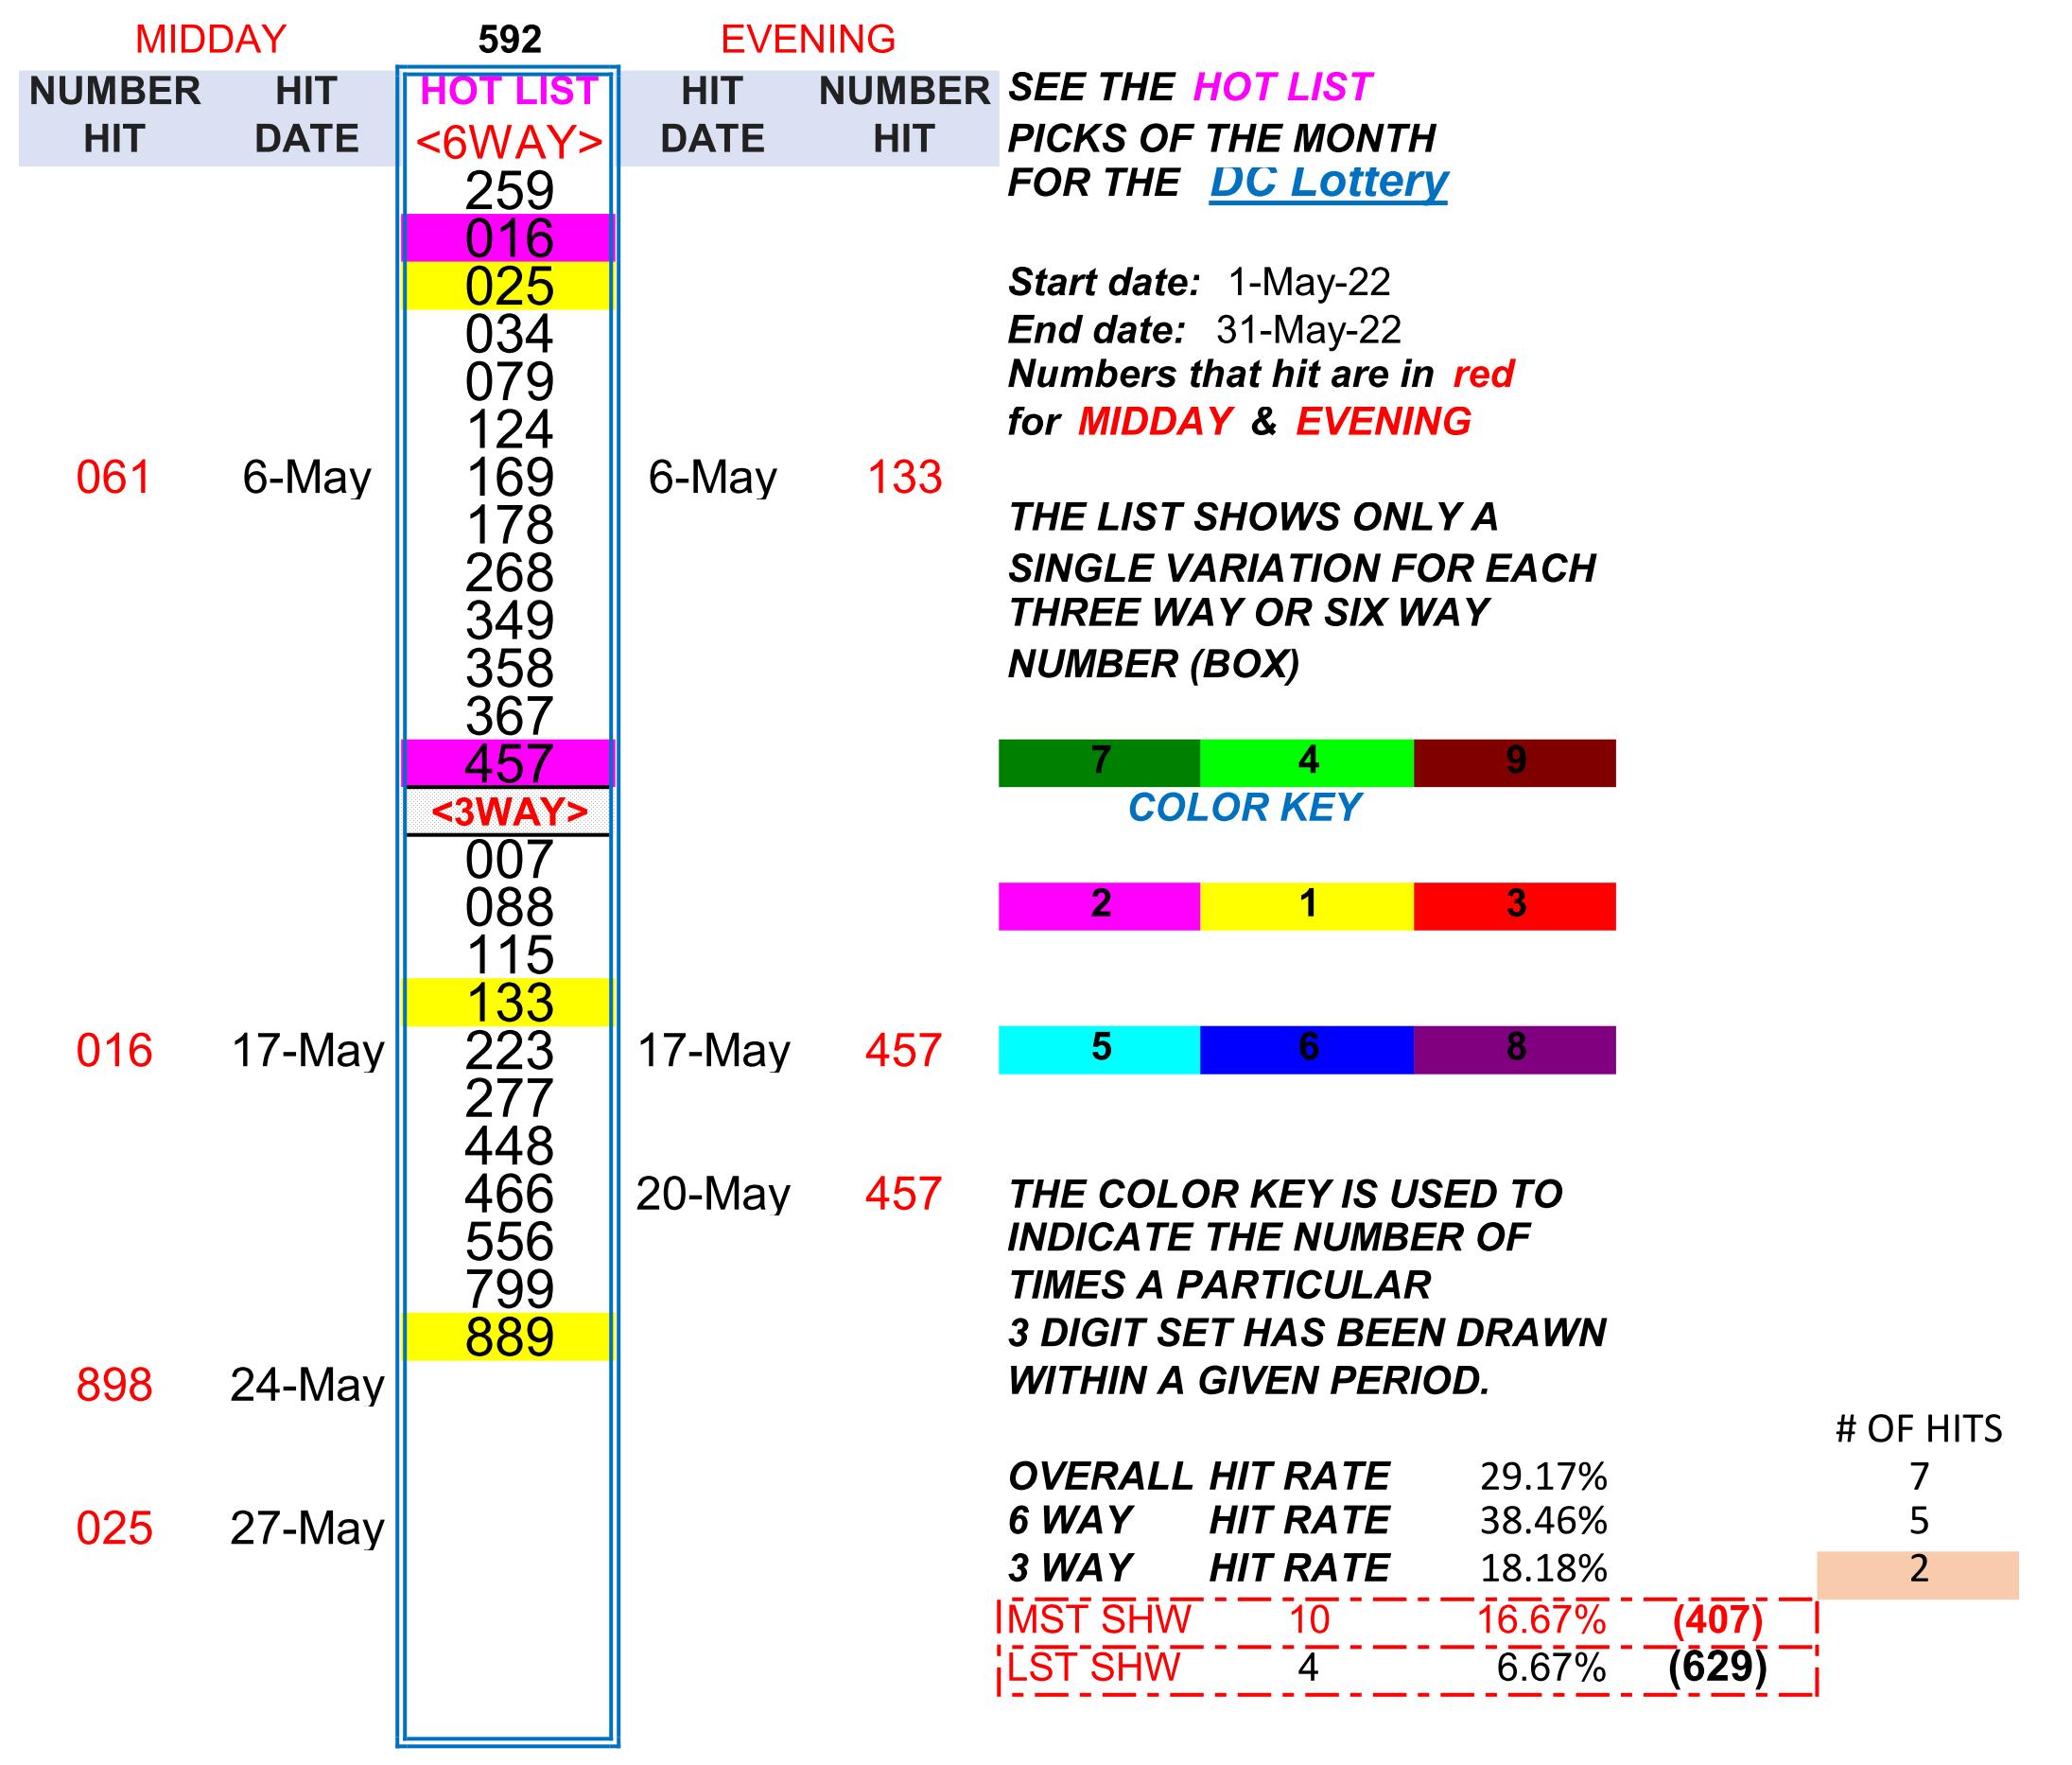 MIDDAY 592 EVENING
NUMBER HIT HOT LIST HIT NUMBER
HIT DATE <6WAY> DATE HIT
259
016
025
034
079
124
061 6-May 169 6-May 133
178
268
349
358
367
457
<3WAY>
007
088
115
133
016 17-May 223 17-May 457
277
448
466 20-May 457
556
799
889
898 24-May
025 27-May
SEE THE HOT LIST
PICKS OF THE MONTH
FOR THE DC Lottery
Start date: 1-May-22
End date: 31-May-22
Numbers that hit are in red
for MIDDAY & EVENING
THE LIST SHOWS ONLY A
SINGLE VARIATION FOR EACH
THREE WAY OR SIX WAY
NUMBER (BOX)
7 4 9
COLOR KEY
2 1 3
5 6 8
THE COLOR KEY IS USED TO
INDICATE THE NUMBER OF
TIMES A PARTICULAR
3 DIGIT SET HAS BEEN DRAWN
WITHIN A GIVEN PERIOD.
# OF HITS
OVERALL HIT RATE 29.17% 7
6 WAY HIT RATE 38.46% 5
3 WAY HIT RATE 18.18% 2
MST SHW 10 16.67% (407)
LST SHW 4 6.67% (629)